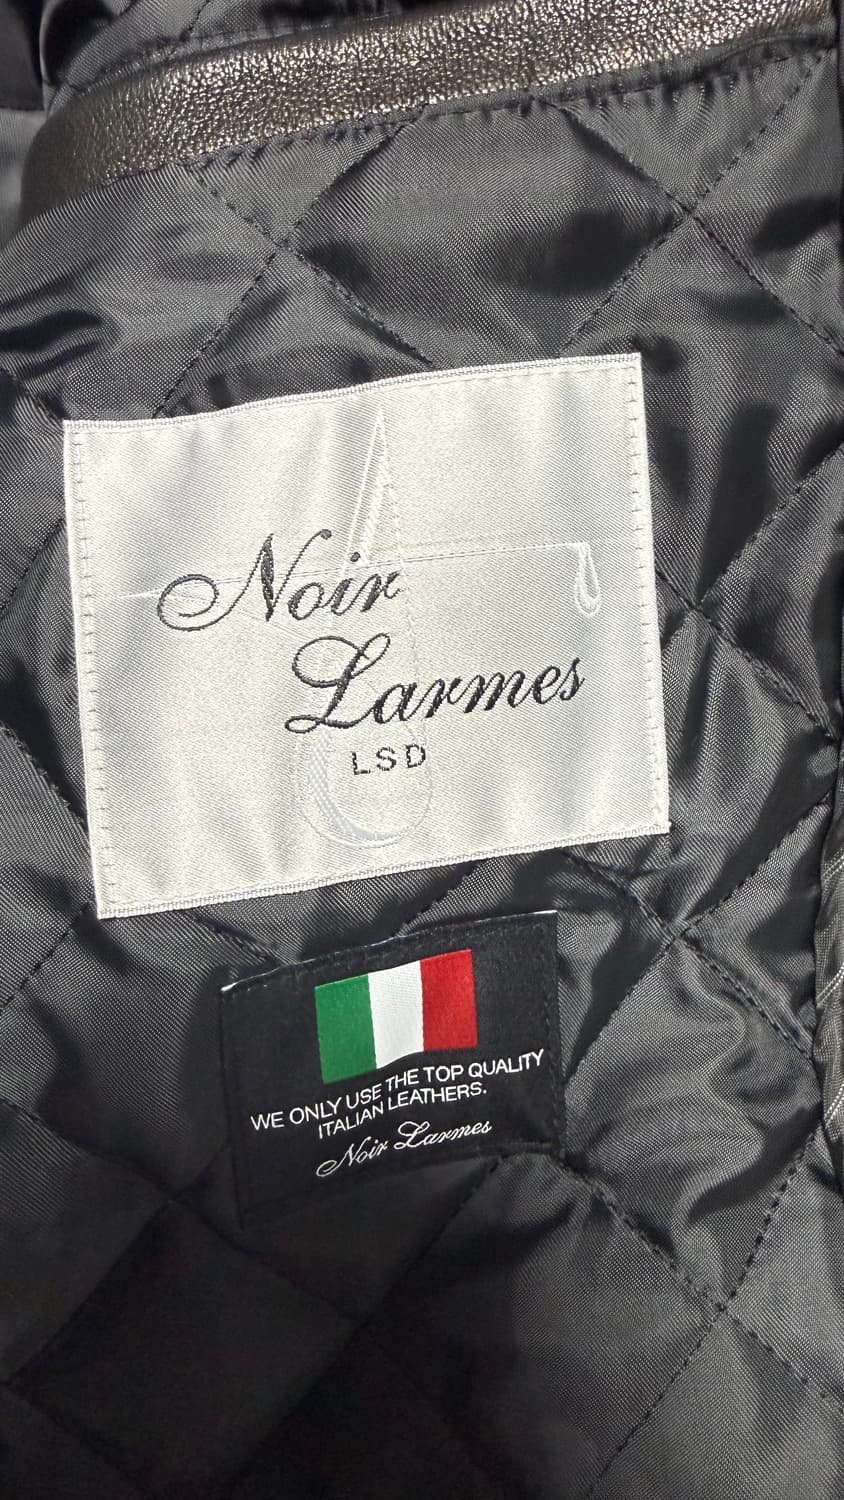 Noir
Larmes
LSD
WE ONLY USE THE TOP QUALITY
ITALIAN LEATHERS.
Noir Larmes